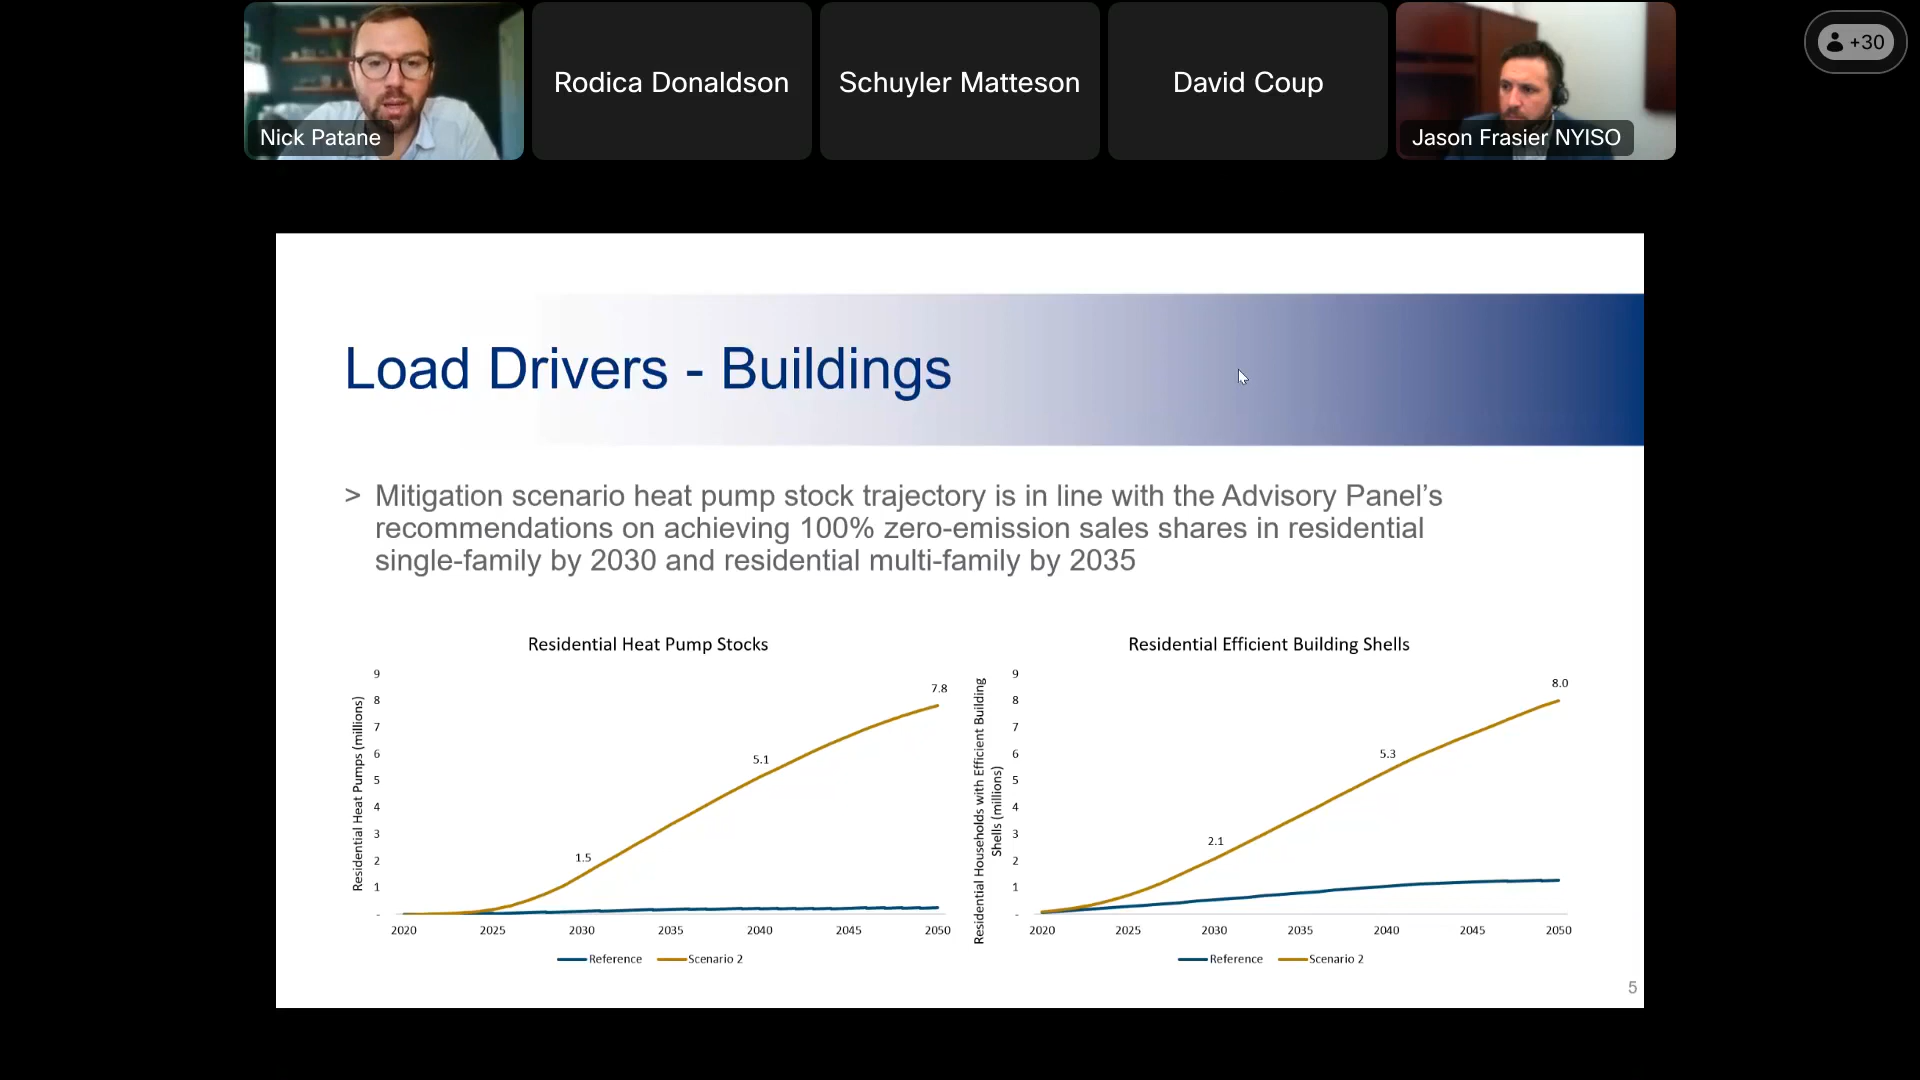 Nick Patane
Rodica Donaldson
Schuyler Matteson
David Coup
Jason Frasier NYISO
+30
Load Drivers - Buildings
> Mitigation scenario heat pump stock trajectory is in line with the Advisory Panel’s
recommendations on achieving 100% zero-emission sales shares in residential
single-family by 2030 and residential multi-family by 2035
Residential Heat Pump Stocks
Residential Heat Pumps (millions)
9
8
7
6
5
4
3
2
1
-
1.5
5.1
7.8
2020 2025 2030 2035 2040 2045 2050
Reference Scenario 2
Residential Efficient Building Shells
Residential Households with Efficient Building
Shells (millions)
9
8
7
6
5
4
3
2
1
-
2.1
5.3
8.0
2020 2025 2030 2035 2040 2045 2050
Reference Scenario 2
5